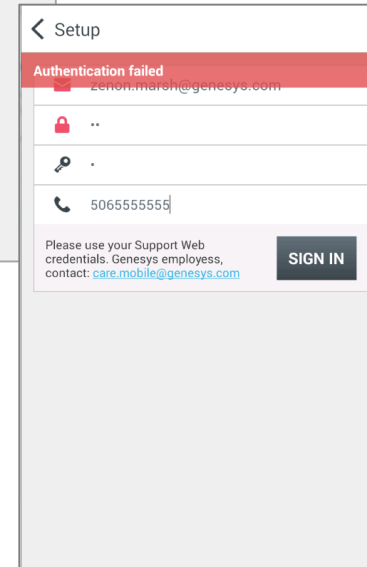 Setup
Authentication failed
zenon.marsh@genesys.com
••
•
5065555555
Please use your Support Web
credentials. Genesys employess,
contact: care.mobile@genesys.com
SIGN IN